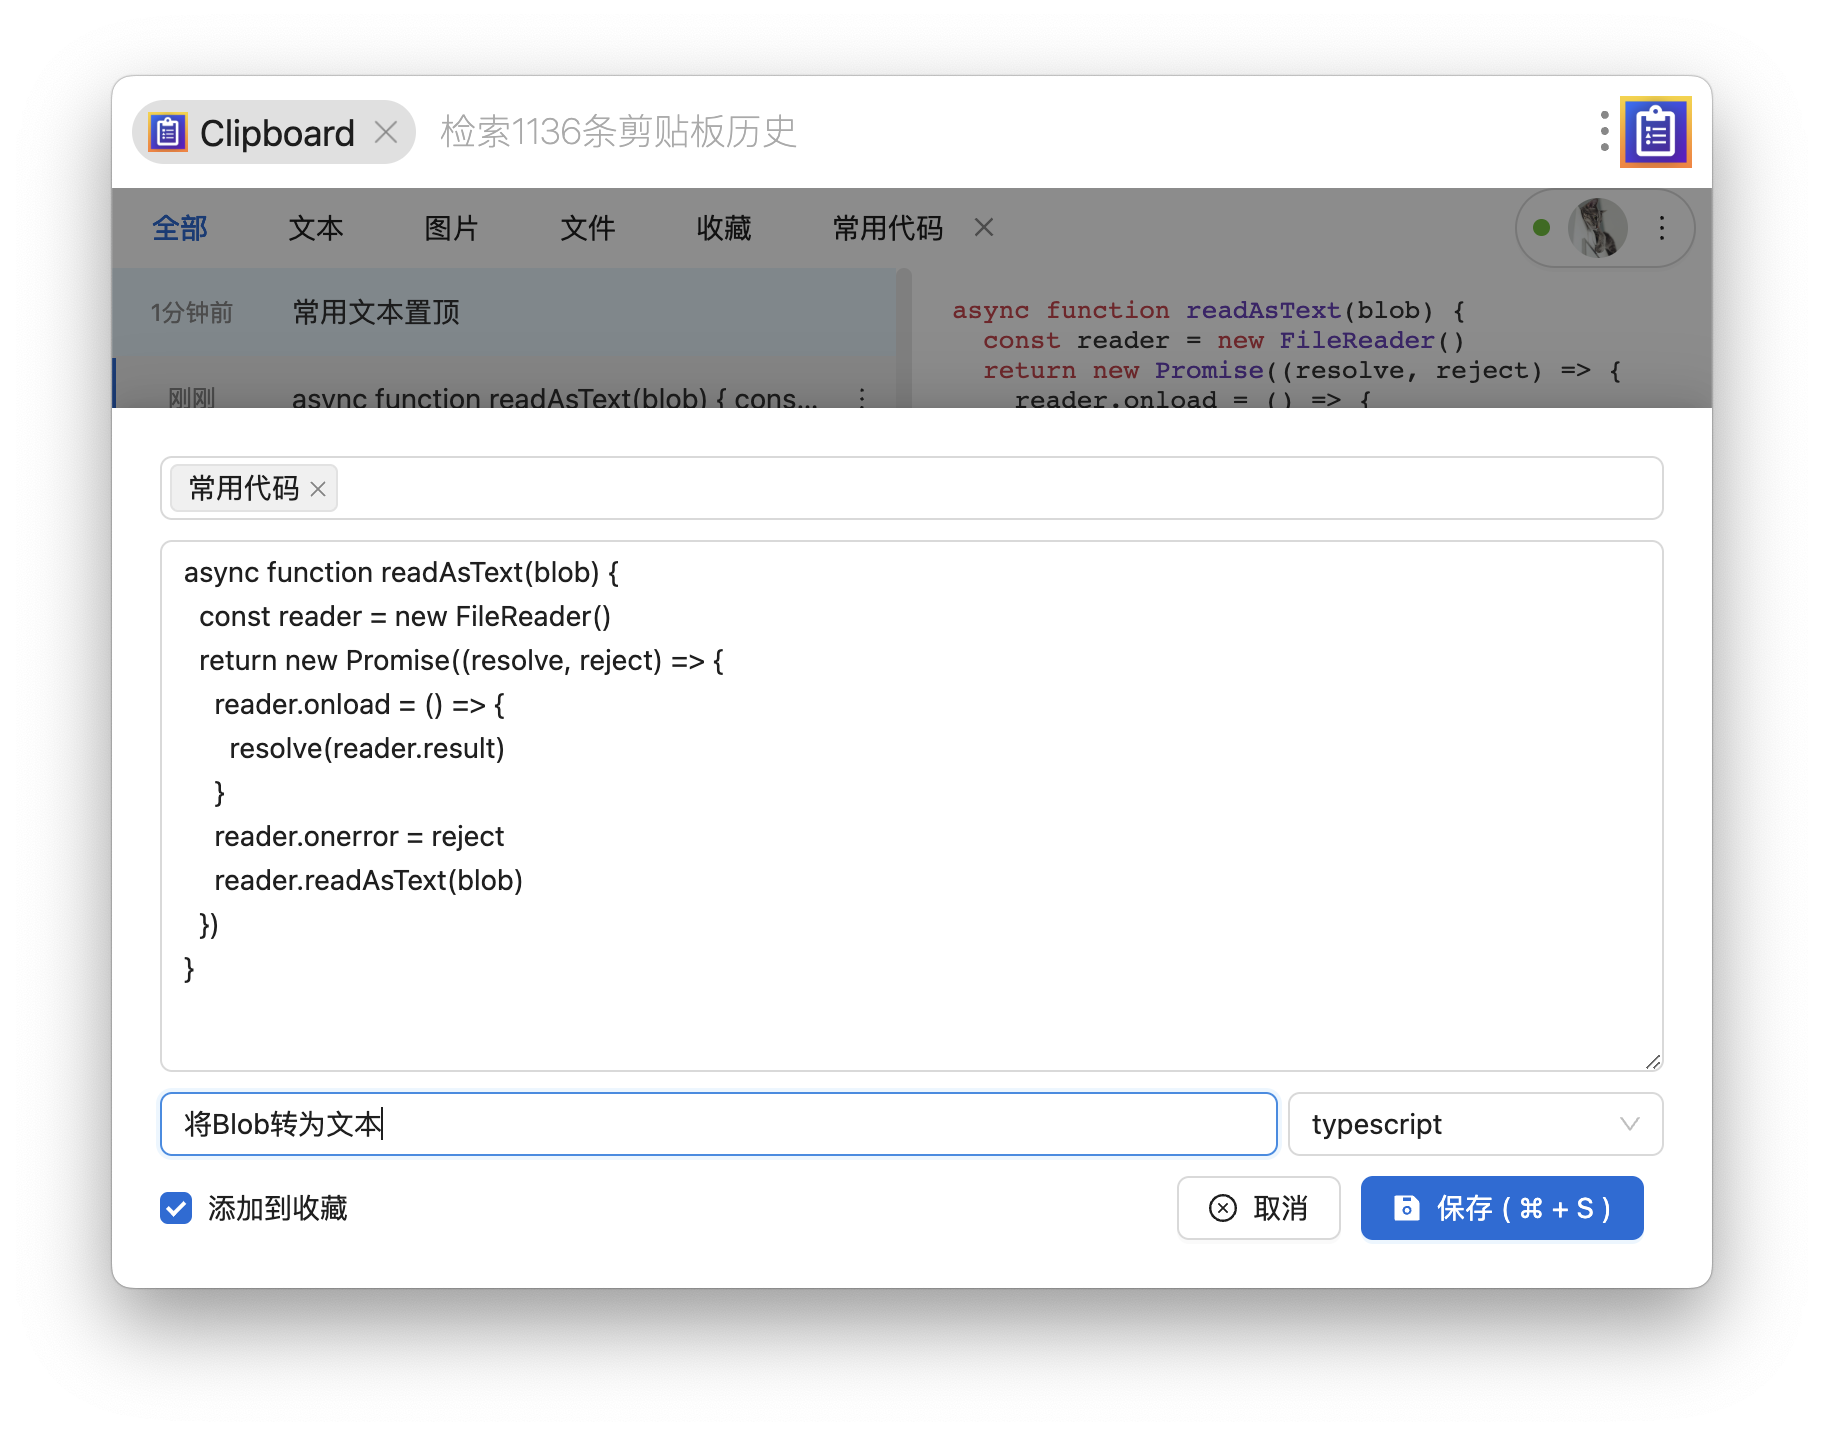 Clipboard
检索1136条剪贴板历史
全部 文本 图片 文件 收藏 常用代码
1分钟前 常用文本置顶
刚刚 async function readAsText(blob) { cons...
async function readAsText(blob) {
  const reader = new FileReader()
  return new Promise((resolve, reject) => {
    reader.onload = () => {
常用代码
async function readAsText(blob) {
  const reader = new FileReader()
  return new Promise((resolve, reject) => {
    reader.onload = () => {
      resolve(reader.result)
    }
    reader.onerror = reject
    reader.readAsText(blob)
  })
}
将Blob转为文本
typescript
添加到收藏
取消
保存 ( ⌘ + S )